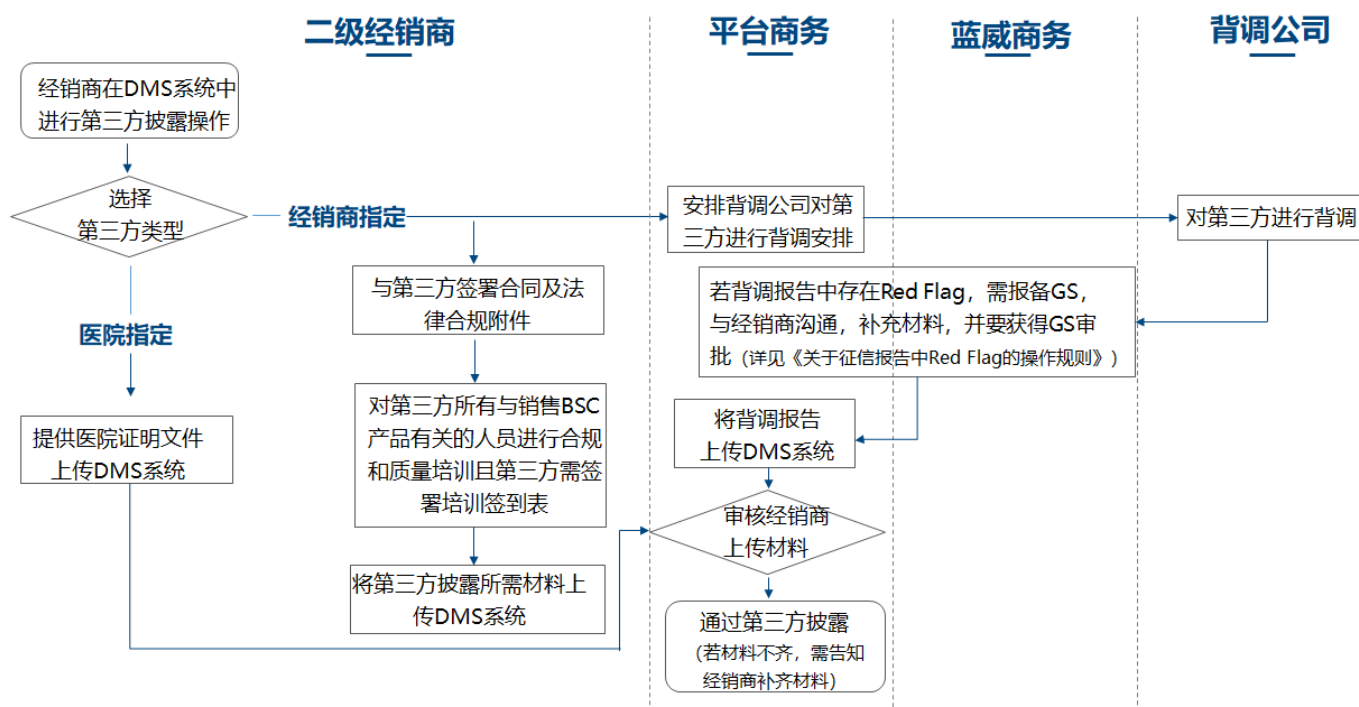 二级经销商
平台商务
蓝威商务
背调公司
经销商在DMS系统中
进行第三方披露操作
选择
第三方类型
经销商指定
安排背调公司对第
三方进行背调安排
对第三方进行背调
与第三方签署合同及法
律合规附件
若背调报告中存在Red Flag，需报备GS，
与经销商沟通，补充材料，并要获得GS审
批（详见《关于征信报告中Red Flag的操作规则》）
医院指定
提供医院证明文件
上传DMS系统
对第三方所有与销售BSC
产品有关的人员进行合规
和质量培训且第三方需签
署培训签到表
将背调报告
上传DMS系统
审核经销商
上传材料
将第三方披露所需材料上
传DMS系统
通过第三方披露
（若材料不齐，需告知
经销商补齐材料）